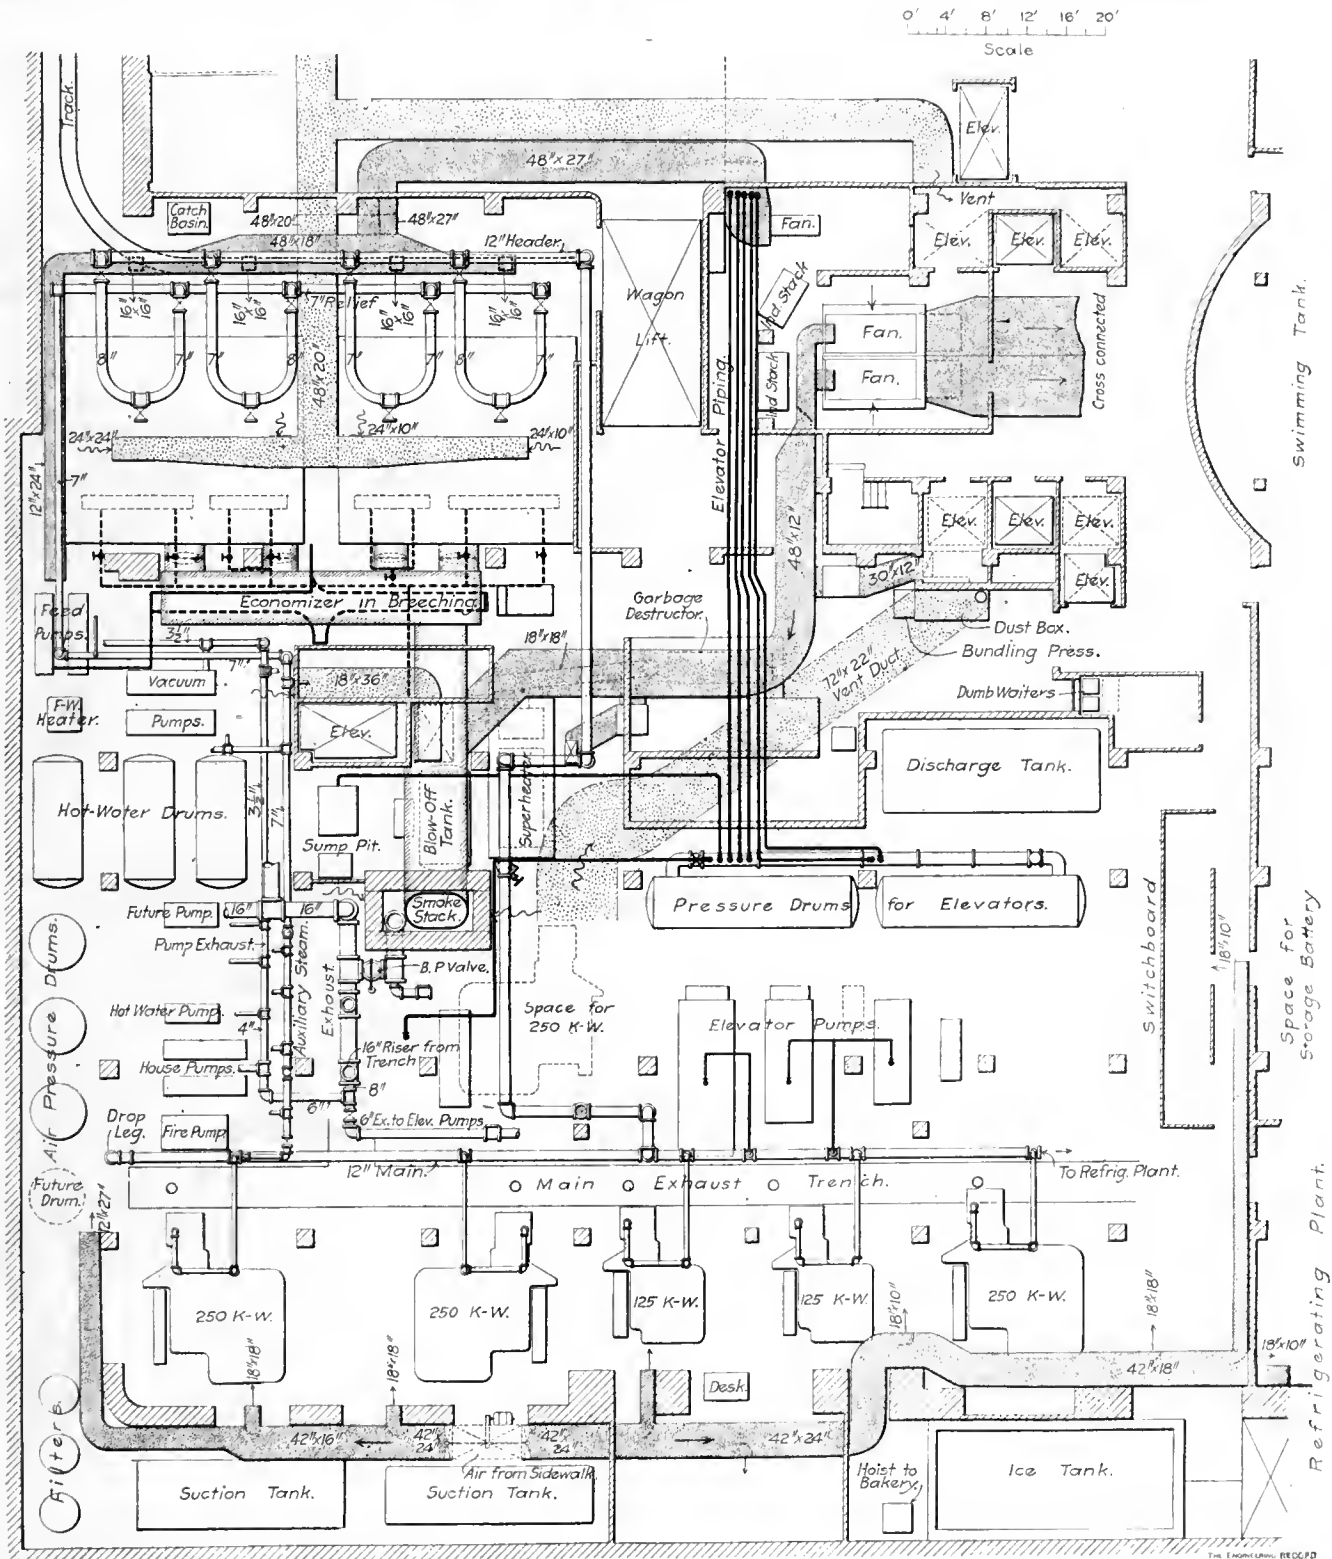 0' 4' 8' 12' 16' 20'
Scale
Track.
Elev.
48"x27"
Vent
Catch
Basin.
48"x20"
48"x27"
Fan.
48"x18"
12"Header
Elev.
Elev.
Elev.
16"x16"
16"x16"
7"Relief
16"x16"
16"x16"
Wagon
Lift.
Ind Stack
Fan.
Ind Stack
Fan.
Cross connected
Swimming Tank.
8"
7"
7"
8"
7"
7"
8"
7"
48"x20"
Elevator Piping.
24"x24"
24"x10"
24"x10"
12"x24"
7"
48"x12"
Elev.
Elev.
Elev.
30"x12"
Elev.
Feed
Pumps.
Economizer in Breeching
Garbage
Destructor.
Dust Box.
Bundling Press.
3½"
7"
18"x18"
72"x22"
Vent Duct.
Vacuum
18"x36"
Dumb Waiters
F-W.
Heater.
Pumps.
Elev.
Discharge Tank.
Hot-Water Drums.
3½"
7"
Blow-Off
Tank.
Superheater
Sump Pit.
Future Pump.
16"
16"
Smoke
Stack.
Pressure Drums for Elevators.
Switchboard
18"x10"
Space for
Storage Battery
Pump Exhaust.
Auxiliary Steam.
Exhaust.
B.P. Valve.
Air Pressure Drums.
Hot Water Pump.
4"
Space for
250 K-W.
Elevator Pumps.
16"Riser from
Trench
House Pumps.
8"
6"
Drop
Leg.
Fire Pump
6"Ex. to Elev. Pumps
12" Main.
To Refrig. Plant.
Future
Drum.
Main Exhaust Trench.
Refrigerating Plant.
250 K-W.
250 K-W.
125 K-W.
125 K-W.
250 K-W.
18"x10"
18"x18"
18"x10"
18"x18"
18"x18"
42"x18"
Desk.
Filters.
42"x16"
42"x24"
42"x24"
42"x24"
Air from Sidewalk
Suction Tank.
Suction Tank.
Hoist to
Bakery.
Ice Tank.
THE ENGINEERING RECORD